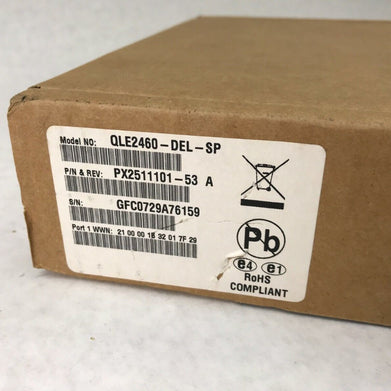 Model NO: QLE2460-DEL-SP
P/N & REV: PX2511101-53 A
S/N: GFC0729A76159
Port 1 WWN: 21 00 00 1B 32 01 7F 29
Pb
e4 e1
RoHS
COMPLIANT